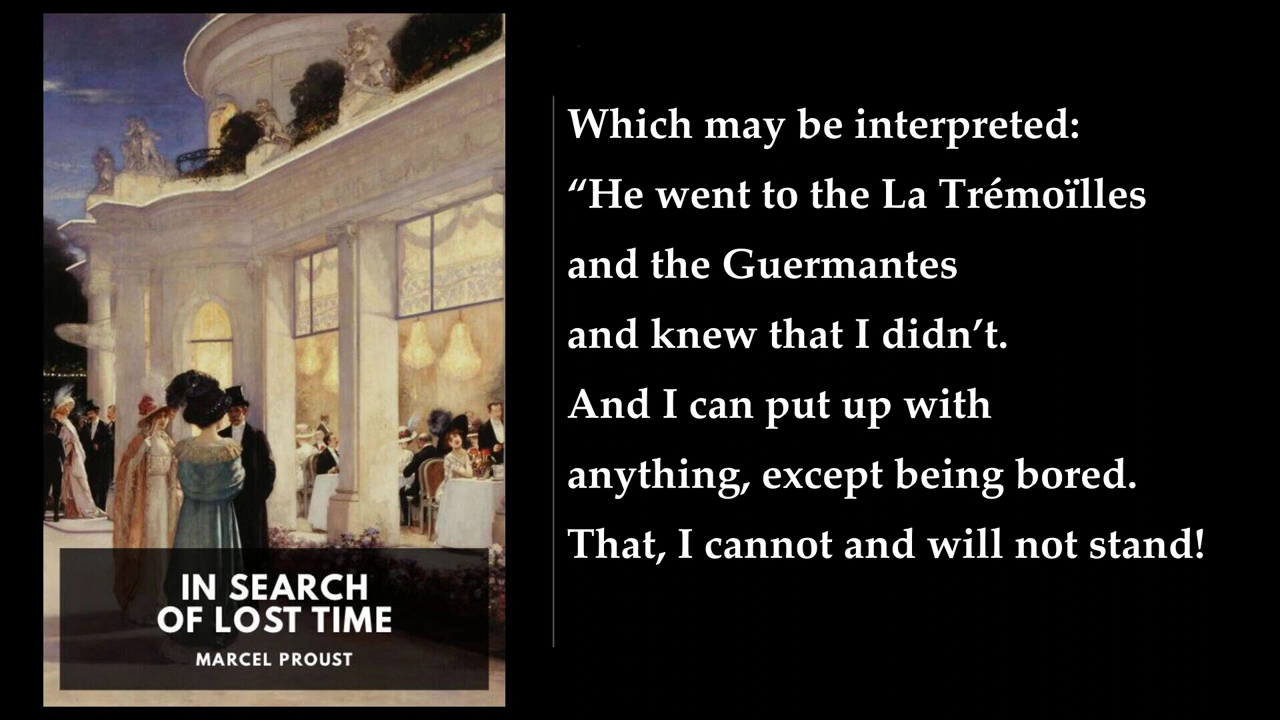 Which may be interpreted:
“He went to the La Trémoïlles
and the Guermantes
and knew that I didn’t.
And I can put up with
anything, except being bored.
That, I cannot and will not stand!
IN SEARCH
OF LOST TIME
MARCEL PROUST